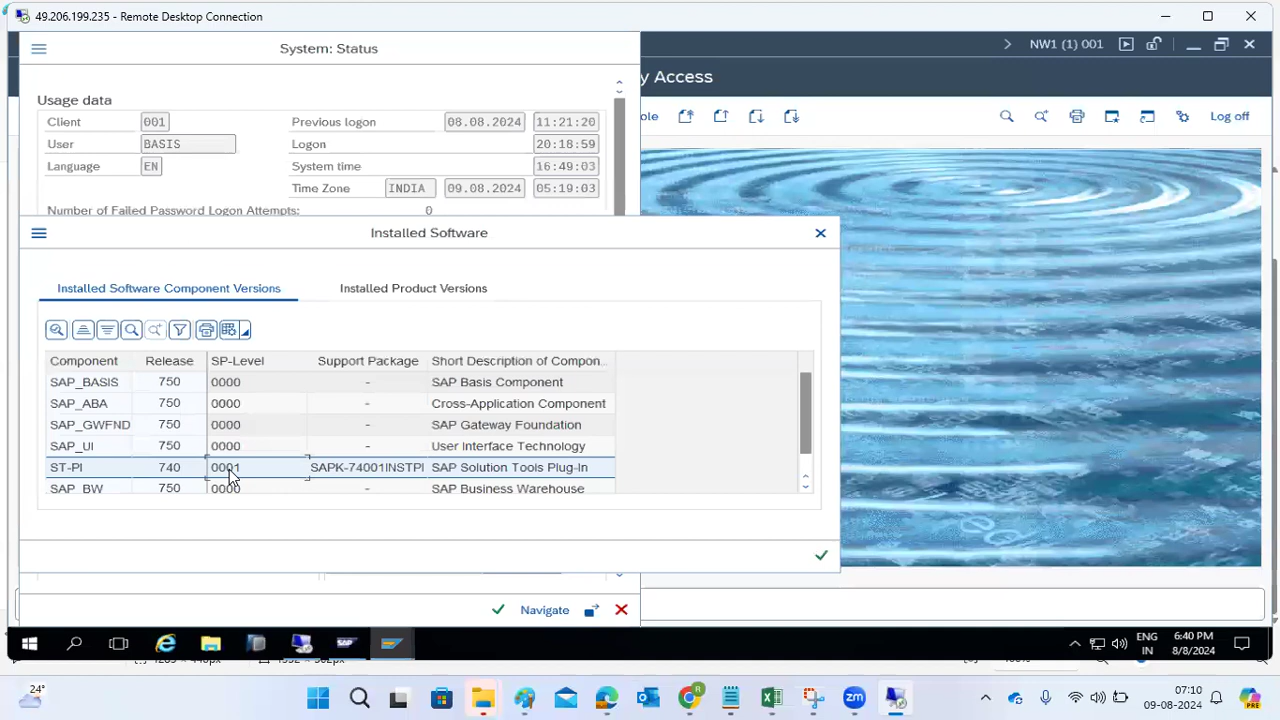 49.206.199.235 - Remote Desktop Connection
System: Status
NW1 (1) 001
y Access
Usage data
Client 001 Previous logon 08.08.2024 11:21:20
User BASIS Logon 20:18:59
Language EN System time 16:49:03
Time Zone INDIA 09.08.2024 05:19:03
Number of Failed Password Logon Attempts: 0
Log off
Installed Software
Installed Software Component Versions Installed Product Versions
Component Release SP-Level Support Package Short Description of Compon...
SAP_BASIS 750 0000 - SAP Basis Component
SAP_ABA 750 0000 - Cross-Application Component
SAP_GWFND 750 0000 - SAP Gateway Foundation
SAP_UI 750 0000 - User Interface Technology
ST-PI 740 0001 SAPK-74001INSTPI SAP Solution Tools Plug-In
SAP_BW 750 0000 - SAP Business Warehouse
Navigate
ENG
IN
6:40 PM
8/8/2024
24°
07:10
09-08-2024